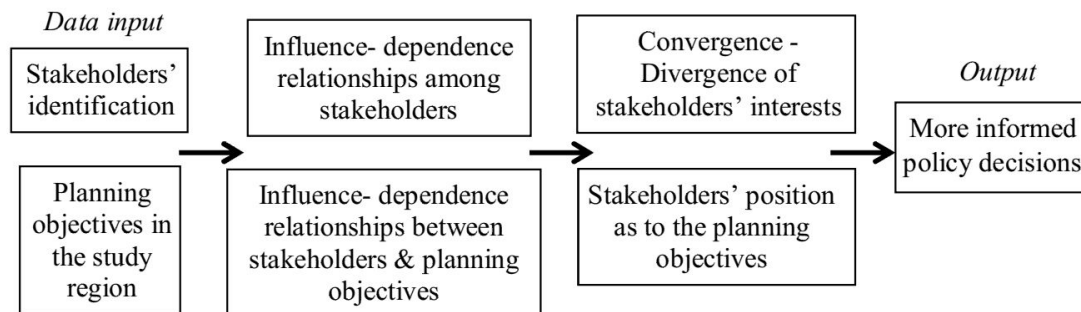 Data input
Stakeholders’
identification
Planning
objectives in
the study
region
Influence- dependence
relationships among
stakeholders
Influence- dependence
relationships between
stakeholders & planning
objectives
Convergence -
Divergence of
stakeholders’ interests
Stakeholders’ position
as to the planning
objectives
Output
More informed
policy decisions